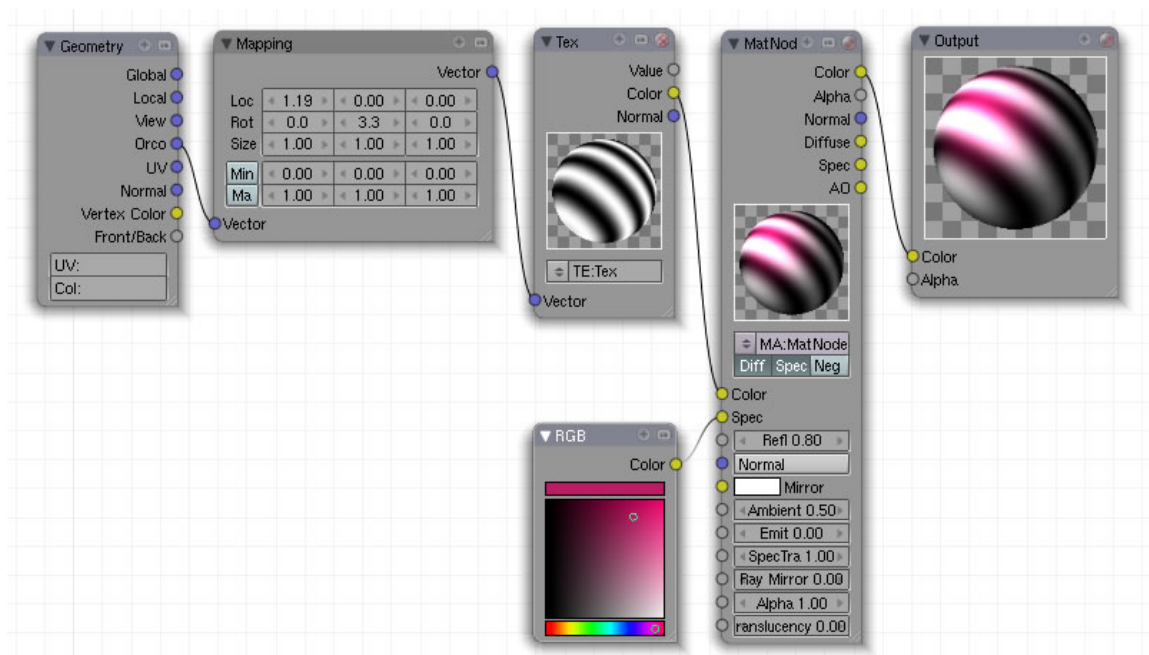 Geometry
Global
Local
View
Orco
UV
Normal
Vertex Color
Front/Back
UV:
Col:
Mapping
Vector
Loc 1.19 0.00 0.00
Rot 0.0 3.3 0.0
Size 1.00 1.00 1.00
Min 0.00 0.00 0.00
Ma 1.00 1.00 1.00
Vector
Tex
Value
Color
Normal
TE:Tex
Vector
RGB
Color
MatNod
Color
Alpha
Normal
Diffuse
Spec
AO
MA:MatNode
Diff Spec Neg
Color
Spec
Refl 0.80
Normal
Mirror
Ambient 0.50
Emit 0.00
SpecTra 1.00
Ray Mirror 0.00
Alpha 1.00
ranslucency 0.00
Output
Color
Alpha